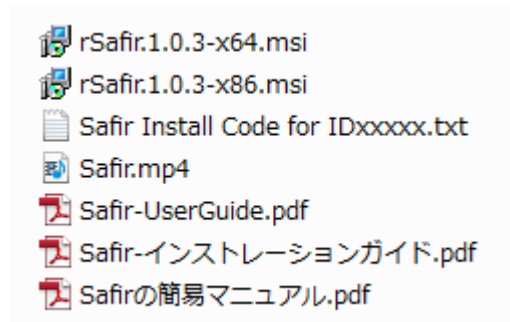 rSafir.1.0.3-x64.msi
rSafir.1.0.3-x86.msi
Safir Install Code for IDxxxxx.txt
Safir.mp4
Safir-UserGuide.pdf
Safir-インストレーションガイド.pdf
Safirの簡易マニュアル.pdf